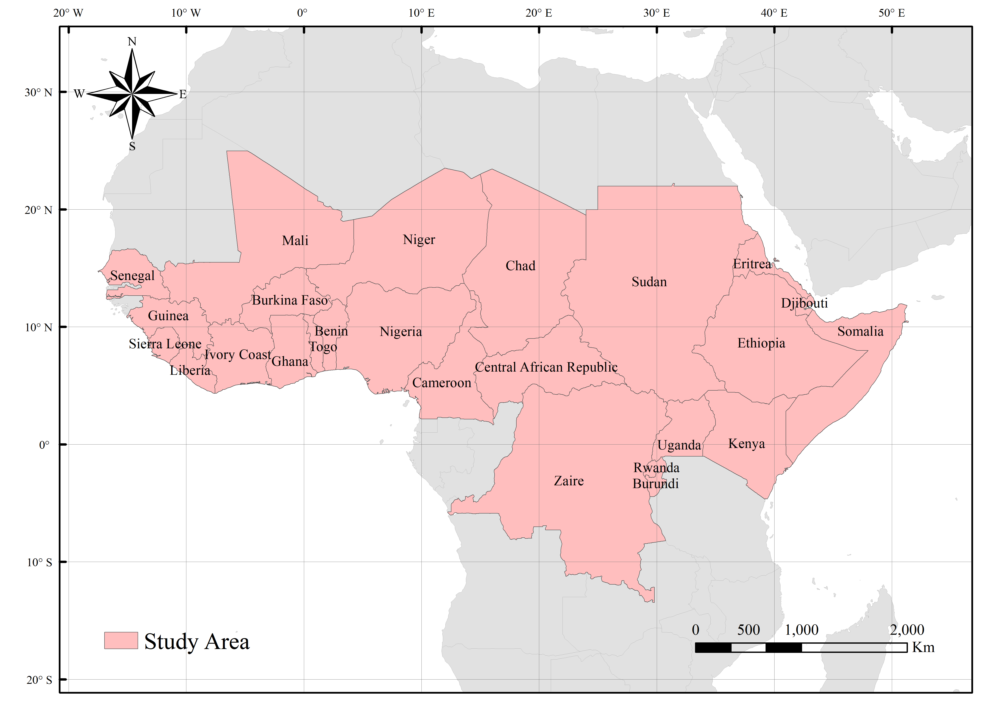 20° W 10° W 0° 10° E 20° E 30° E 40° E 50° E
N
W E
S
30° N
20° N
10° N
0°
10° S
20° S
Mali
Niger
Chad
Sudan
Eritrea
Senegal
Burkina Faso
Djibouti
Guinea
Benin
Nigeria
Somalia
Sierra Leone
Togo
Ethiopia
Ivory Coast
Ghana
Liberia
Central African Republic
Cameroon
Uganda
Kenya
Rwanda
Zaire
Burundi
Study Area
0 500 1,000 2,000
Km